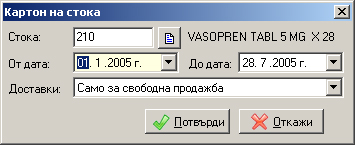 Картон на стока
Стока: 210 VASOPREN TABL 5 MG X 28
От дата: 01. 1 .2005 г. До дата: 28. 7 .2005 г.
Доставки: Само за свободна продажба
Потвърди Откажи